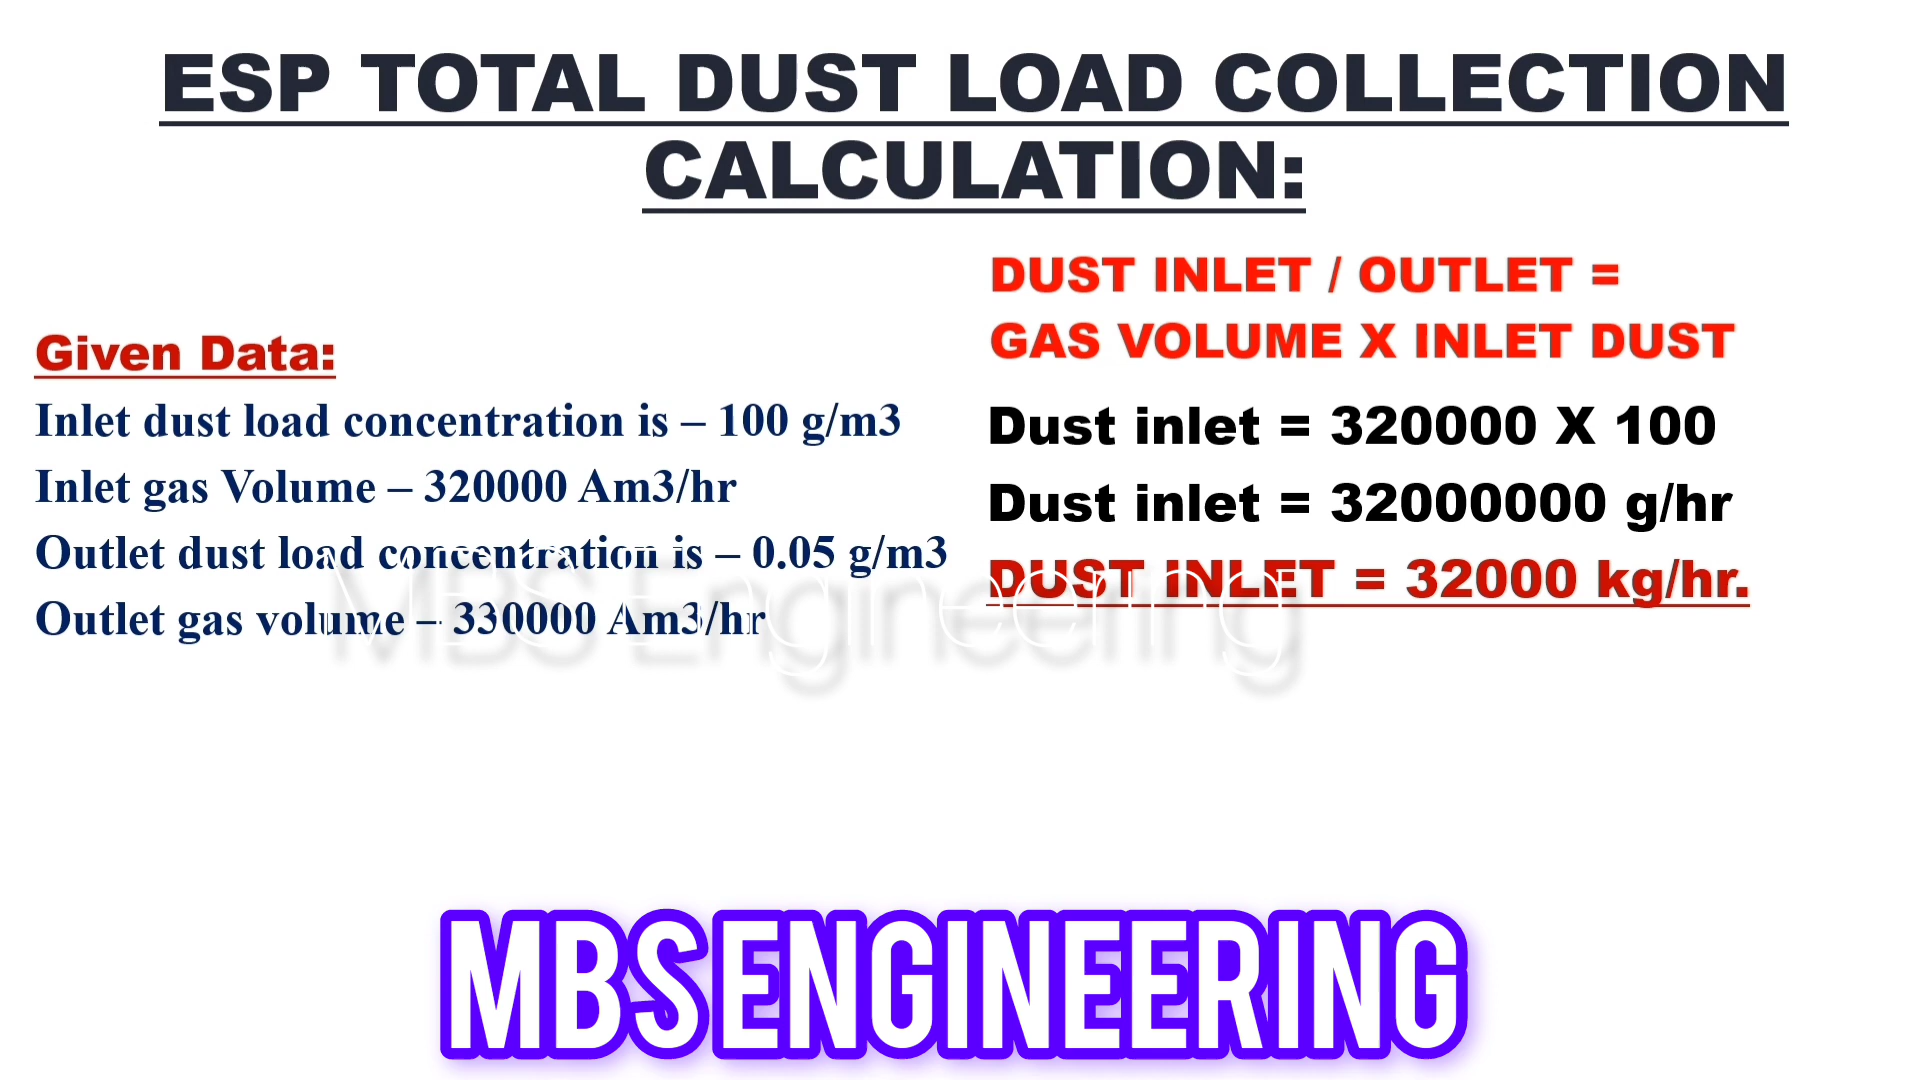 ESP TOTAL DUST LOAD COLLECTION
CALCULATION:
Given Data:
Inlet dust load concentration is – 100 g/m3
Inlet gas Volume – 320000 Am3/hr
Outlet dust load concentration is – 0.05 g/m3
Outlet gas volume – 330000 Am3/hr
DUST INLET / OUTLET =
GAS VOLUME X INLET DUST
Dust inlet = 320000 X 100
Dust inlet = 32000000 g/hr
DUST INLET = 32000 kg/hr.
MBS Engineering
MBS ENGINEERING